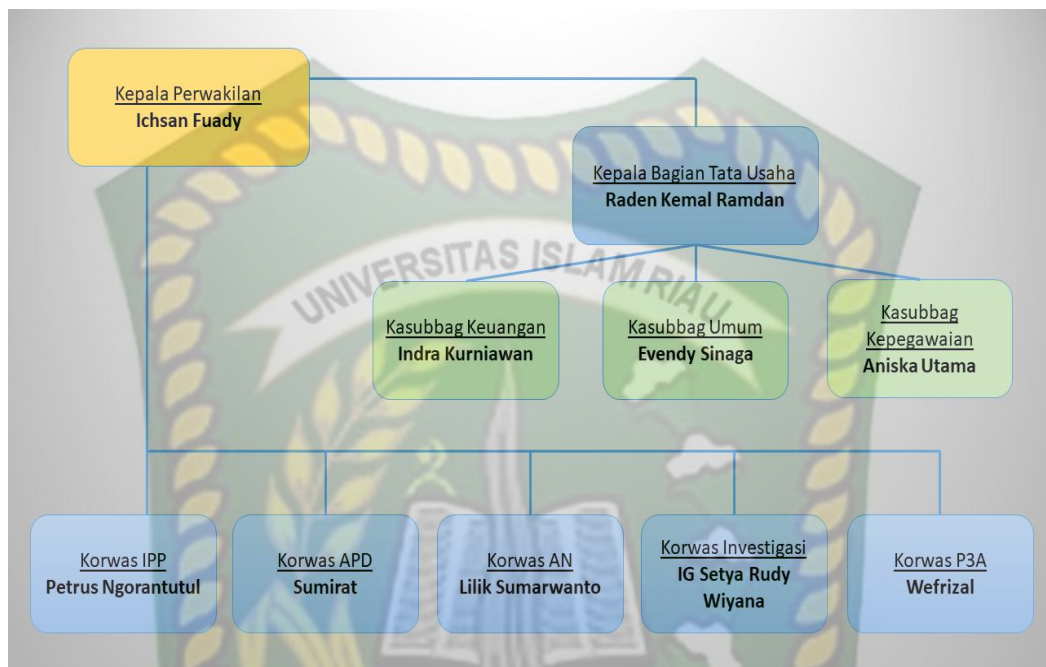 Kepala Perwakilan
Ichsan Fuady
Kepala Bagian Tata Usaha
Raden Kemal Ramdan
UNIVERSITAS ISLAM RIAU
Kasubbag Keuangan
Indra Kurniawan
Kasubbag Umum
Evendy Sinaga
Kasubbag
Kepegawaian
Aniska Utama
Korwas IPP
Petrus Ngorantutul
Korwas APD
Sumirat
Korwas AN
Lilik Sumarwanto
Korwas Investigasi
IG Setya Rudy
Wiyana
Korwas P3A
Wefrizal